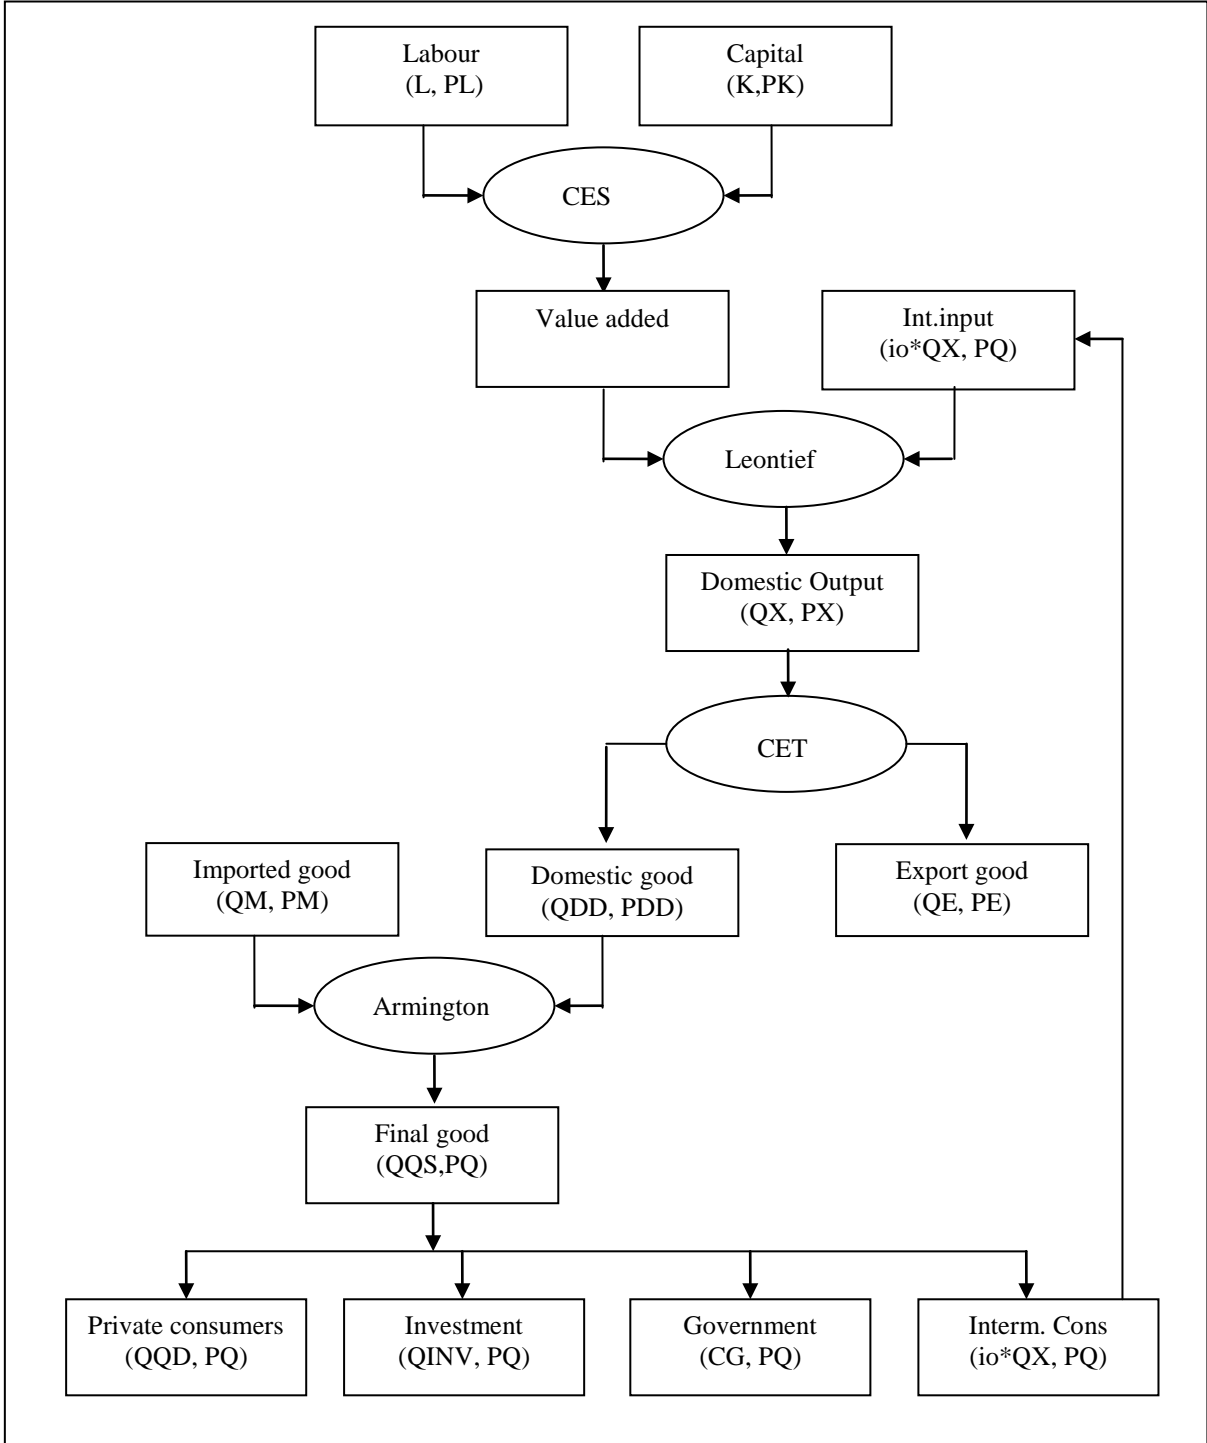 Labour
(L, PL)
Capital
(K,PK)
CES
Value added
Int.input
(io*QX, PQ)
Leontief
Domestic Output
(QX, PX)
CET
Imported good
(QM, PM)
Domestic good
(QDD, PDD)
Export good
(QE, PE)
Armington
Final good
(QQS,PQ)
Private consumers
(QQD, PQ)
Investment
(QINV, PQ)
Government
(CG, PQ)
Interm. Cons
(io*QX, PQ)